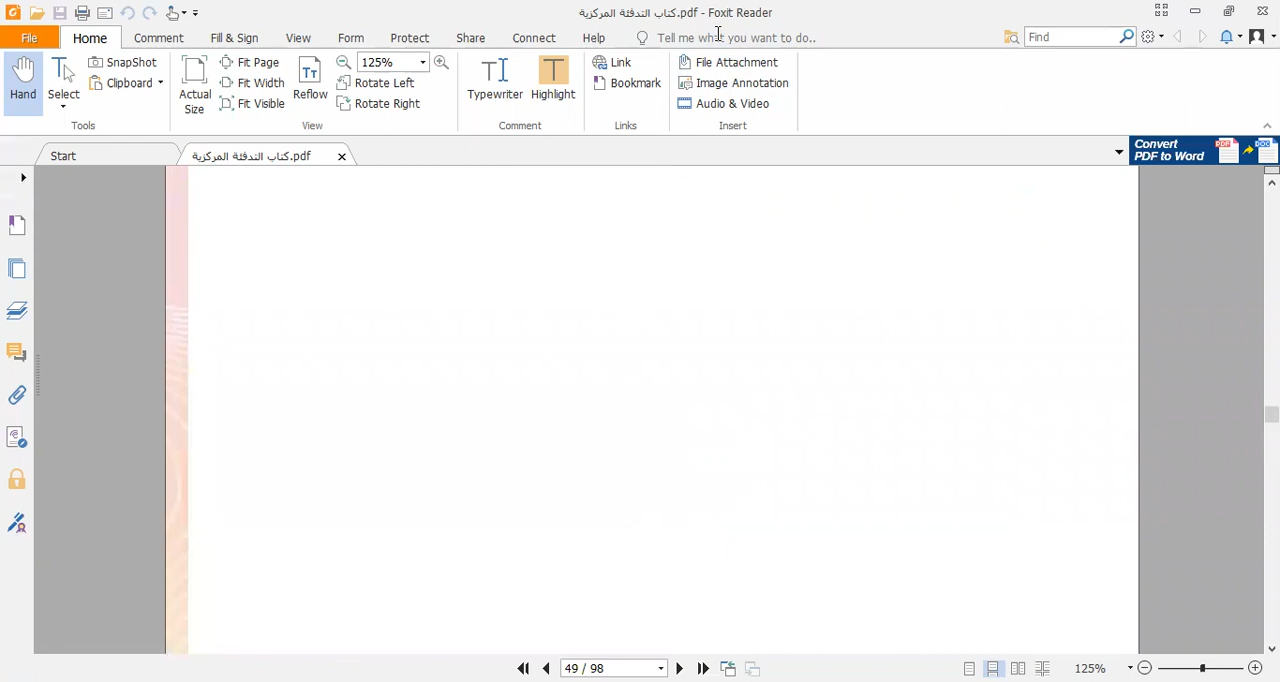 كتاب التدفئة المركزية.pdf - Foxit Reader
File
Home
Comment
Fill & Sign
View
Form
Protect
Share
Connect
Help
Tell me what you want to do..
Find
Hand
Select
SnapShot
Clipboard
Tools
Actual Size
Fit Page
Fit Width
Fit Visible
Reflow
125%
Rotate Left
Rotate Right
View
Typewriter
Highlight
Comment
Link
Bookmark
Links
File Attachment
Image Annotation
Audio & Video
Insert
Start
كتاب التدفئة المركزية.pdf
Convert
PDF to Word
PDF
DOC
49 / 98
125%